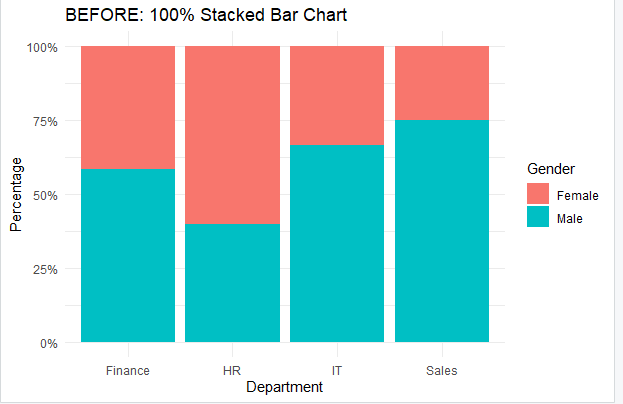 BEFORE: 100% Stacked Bar Chart
100%
75%
50%
25%
0%
Percentage
Finance HR IT Sales
Department
Gender
Female
Male